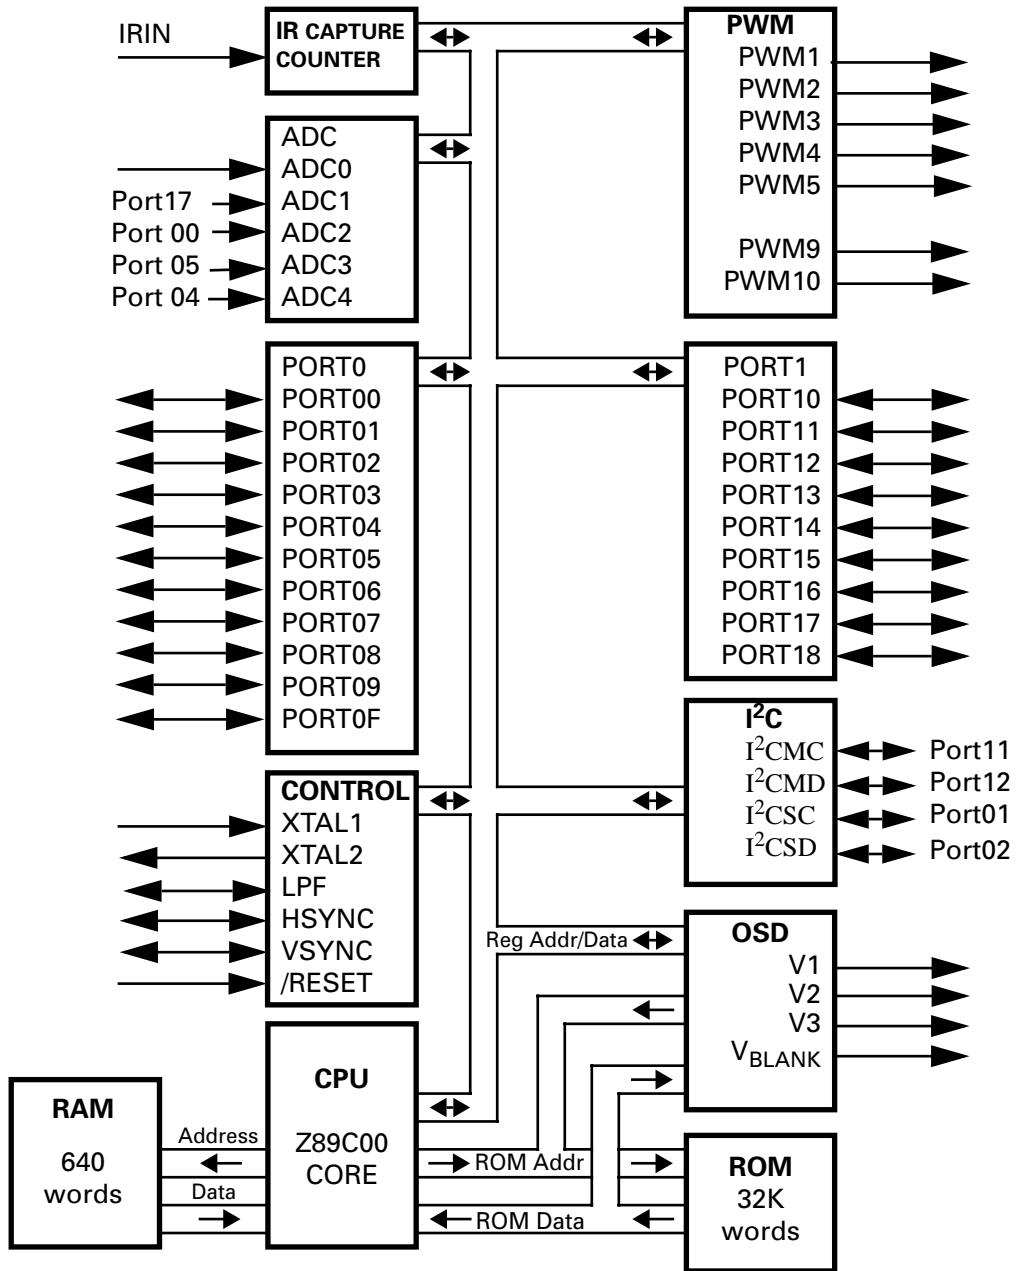 IRIN
IR CAPTURE
COUNTER
ADC
ADC0
Port17
ADC1
Port 00
ADC2
Port 05
ADC3
Port 04
ADC4
PORT0
PORT00
PORT01
PORT02
PORT03
PORT04
PORT05
PORT06
PORT07
PORT08
PORT09
PORT0F
CONTROL
XTAL1
XTAL2
LPF
HSYNC
VSYNC
/RESET
CPU
Z89C00
CORE
RAM
640
words
Address
Data
PWM
PWM1
PWM2
PWM3
PWM4
PWM5
PWM9
PWM10
PORT1
PORT10
PORT11
PORT12
PORT13
PORT14
PORT15
PORT16
PORT17
PORT18
I²C
I²CMC Port11
I²CMD Port12
I²CSC Port01
I²CSD Port02
Reg Addr/Data
OSD
V1
V2
V3
VBLANK
ROM Addr
ROM Data
ROM
32K
words